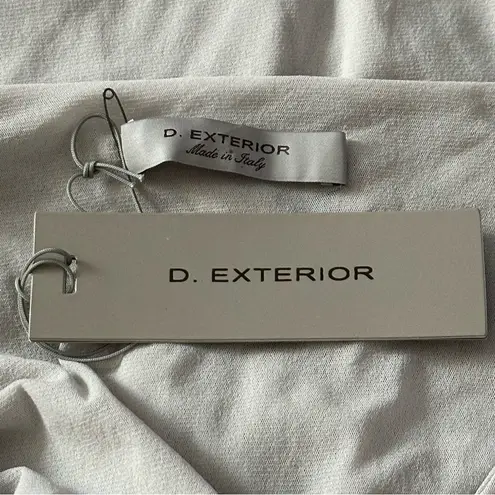 D. EXTERIOR
Made in Italy
D. EXTERIOR